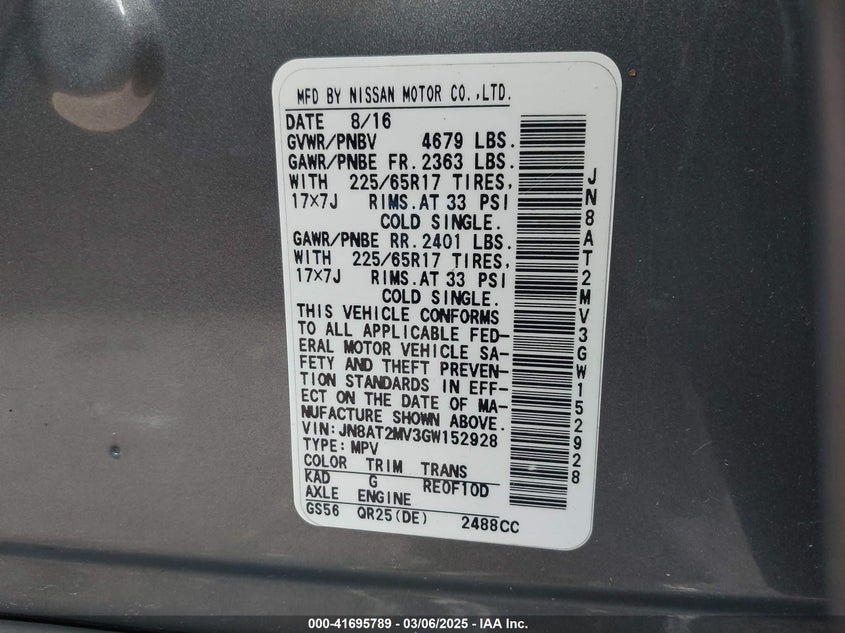 MFD BY NISSAN MOTOR CO.,LTD.
DATE 8/16
GVWR/PNBV 4679 LBS.
GAWR/PNBE FR. 2363 LBS.
WITH 225/65R17 TIRES,
17×7J RIMS.AT 33 PSI
COLD SINGLE.
GAWR/PNBE RR. 2401 LBS.
WITH 225/65R17 TIRES,
17×7J RIMS.AT 33 PSI
COLD SINGLE.
THIS VEHICLE CONFORMS
TO ALL APPLICABLE FED-
ERAL MOTOR VEHICLE SA-
FETY AND THEFT PREVEN-
TION STANDARDS IN EFF-
ECT ON THE DATE OF MA-
NUFACTURE SHOWN ABOVE.
VIN: JN8AT2MV3GW152928
TYPE: MPV
COLOR TRIM TRANS
KAD G RE0F10D
AXLE ENGINE
GS56 QR25(DE) 2488CC
JN8AT2MV3GW152928
000-41695789 - 03/06/2025 - IAA Inc.